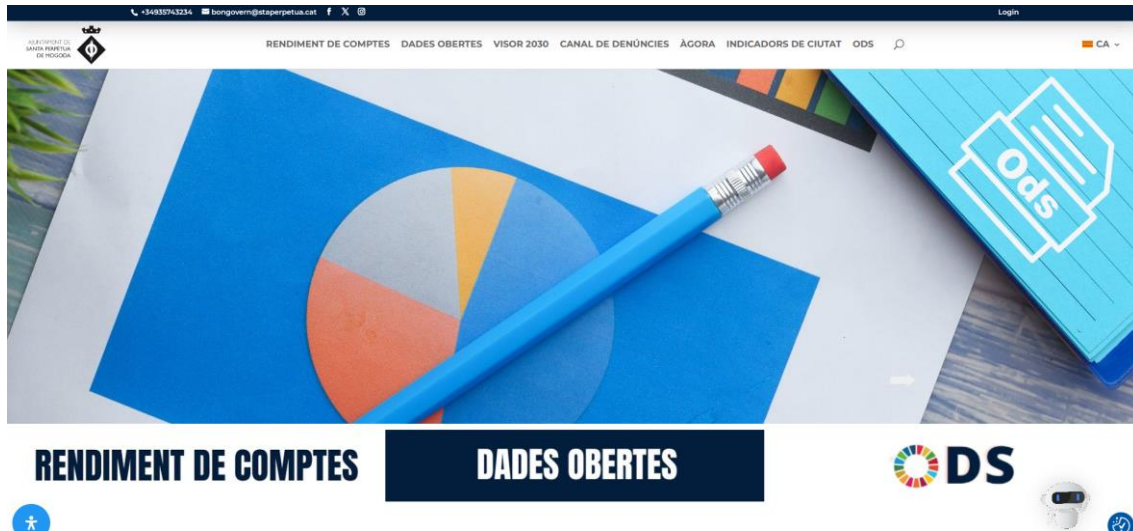 +34935743234 bongovern@staperpetua.cat Login
AJUNTAMENT DE
SANTA PERPÈTUA
DE MOGODA
RENDIMENT DE COMPTES DADES OBERTES VISOR 2030 CANAL DE DENÚNCIES ÀGORA INDICADORS DE CIUTAT ODS CA
Ods
RENDIMENT DE COMPTES DADES OBERTES ODS